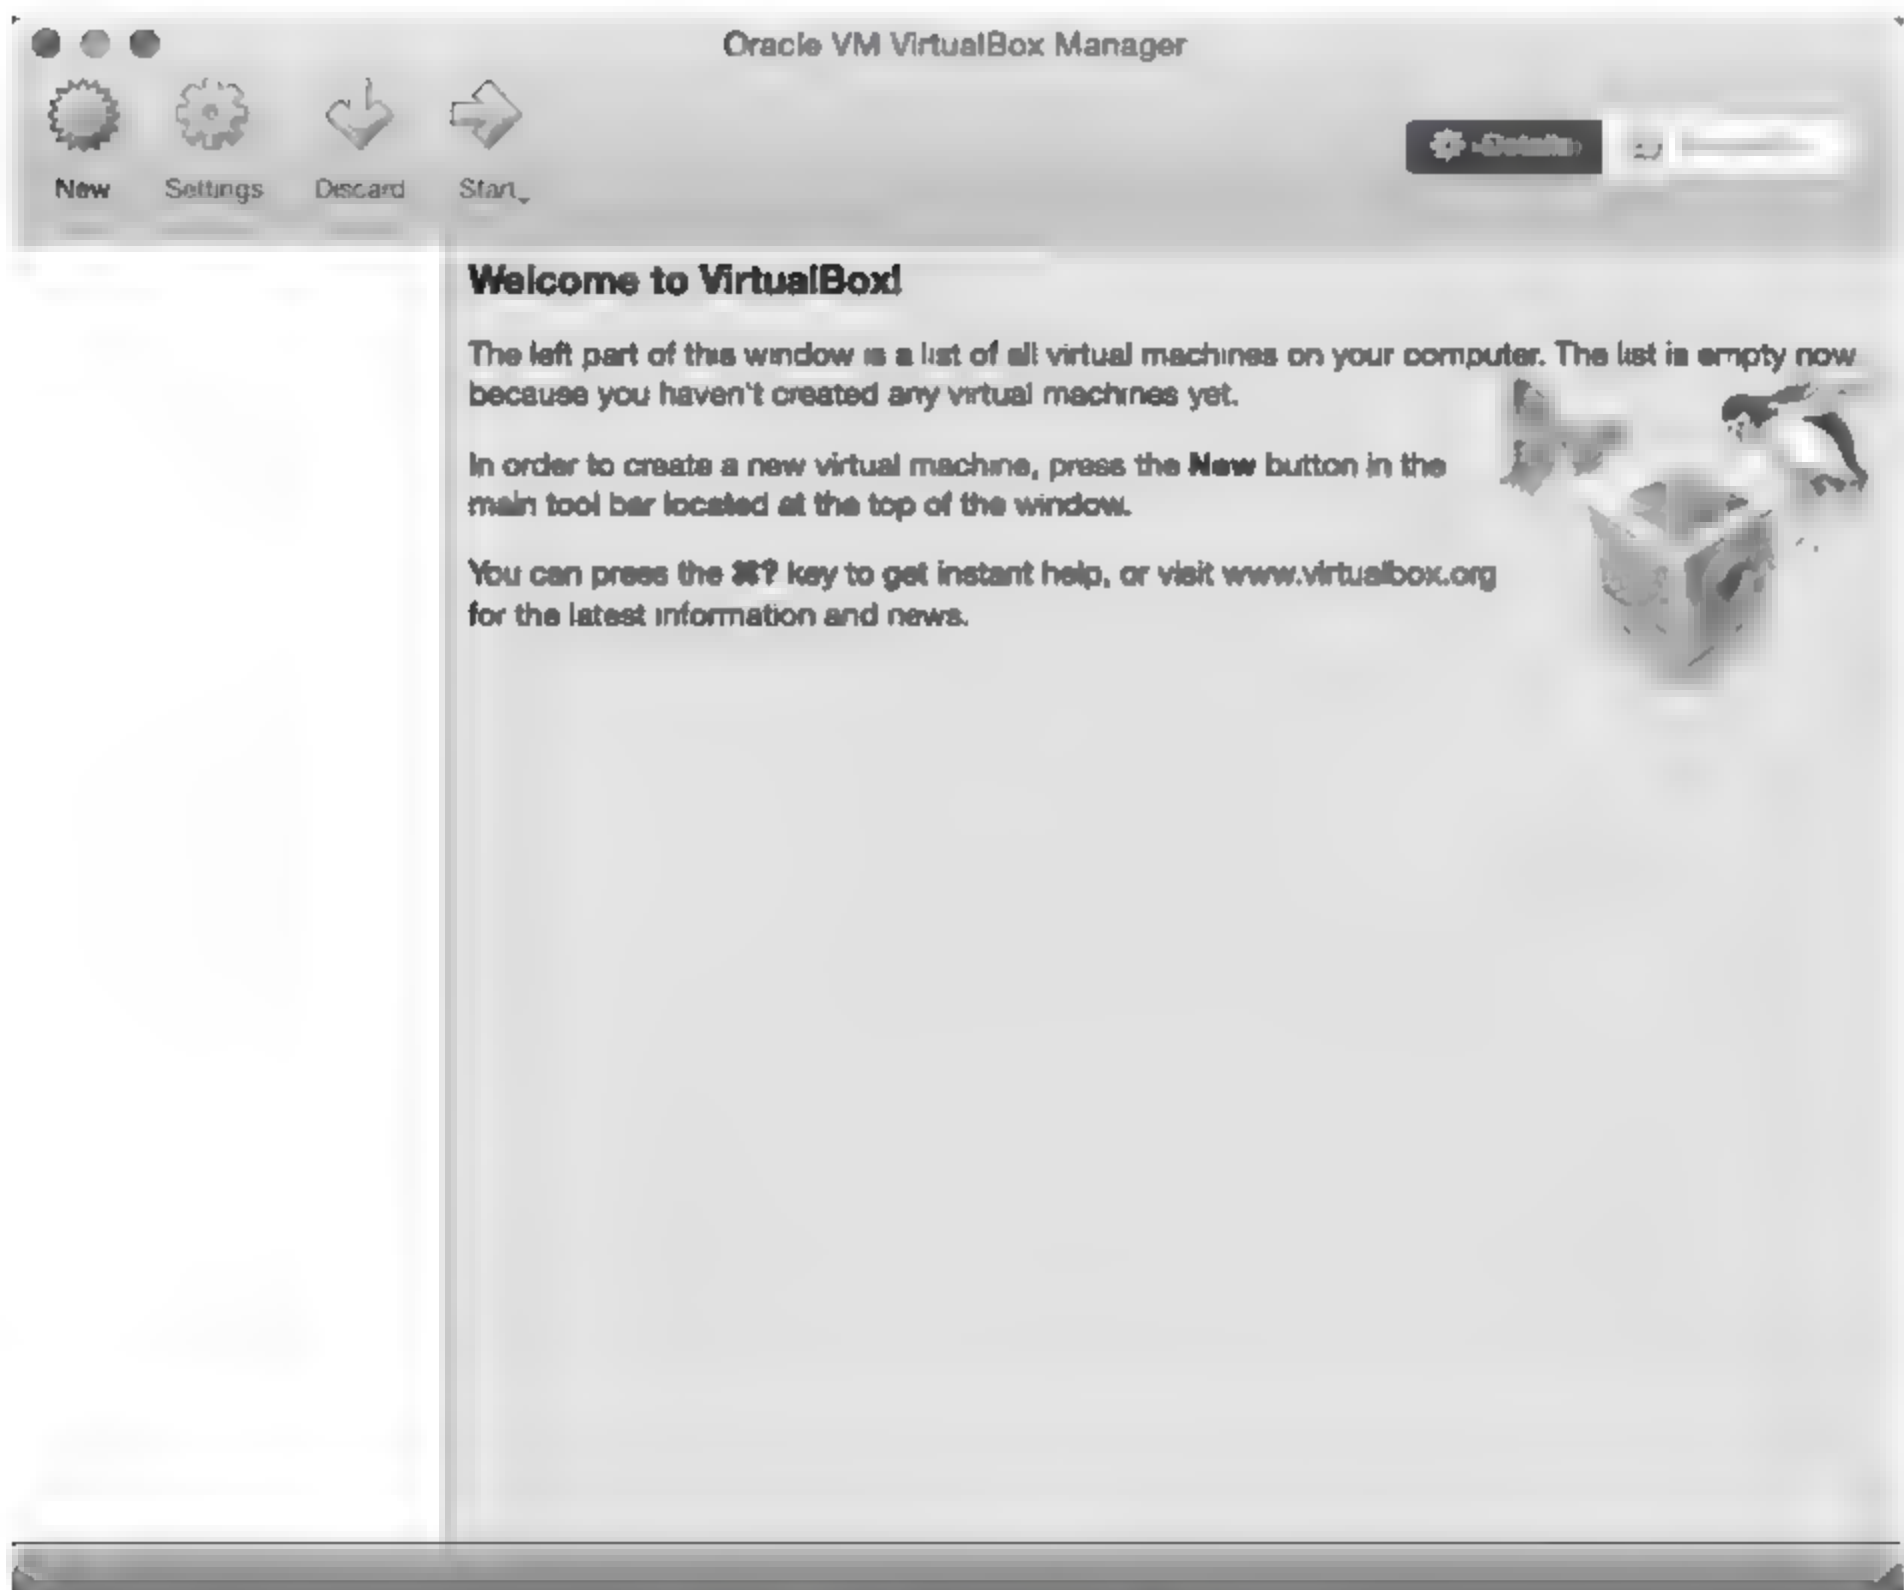 Oracle VM VirtualBox Manager
New Settings Discard Start
Details
Welcome to VirtualBox!
The left part of this window is a list of all virtual machines on your computer. The list is empty now
because you haven't created any virtual machines yet.
In order to create a new virtual machine, press the New button in the
main tool bar located at the top of the window.
You can press the ⌘? key to get instant help, or visit www.virtualbox.org
for the latest information and news.